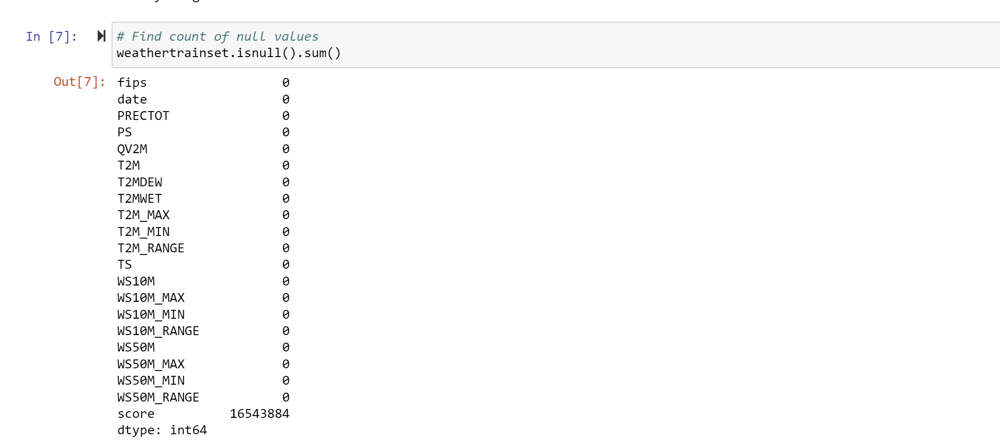 In [7]:
# Find count of null values
weathertrainset.isnull().sum()
Out[7]:
fips 0
date 0
PRECTOT 0
PS 0
QV2M 0
T2M 0
T2MDEW 0
T2MWET 0
T2M_MAX 0
T2M_MIN 0
T2M_RANGE 0
TS 0
WS10M 0
WS10M_MAX 0
WS10M_MIN 0
WS10M_RANGE 0
WS50M 0
WS50M_MAX 0
WS50M_MIN 0
WS50M_RANGE 0
score 16543884
dtype: int64